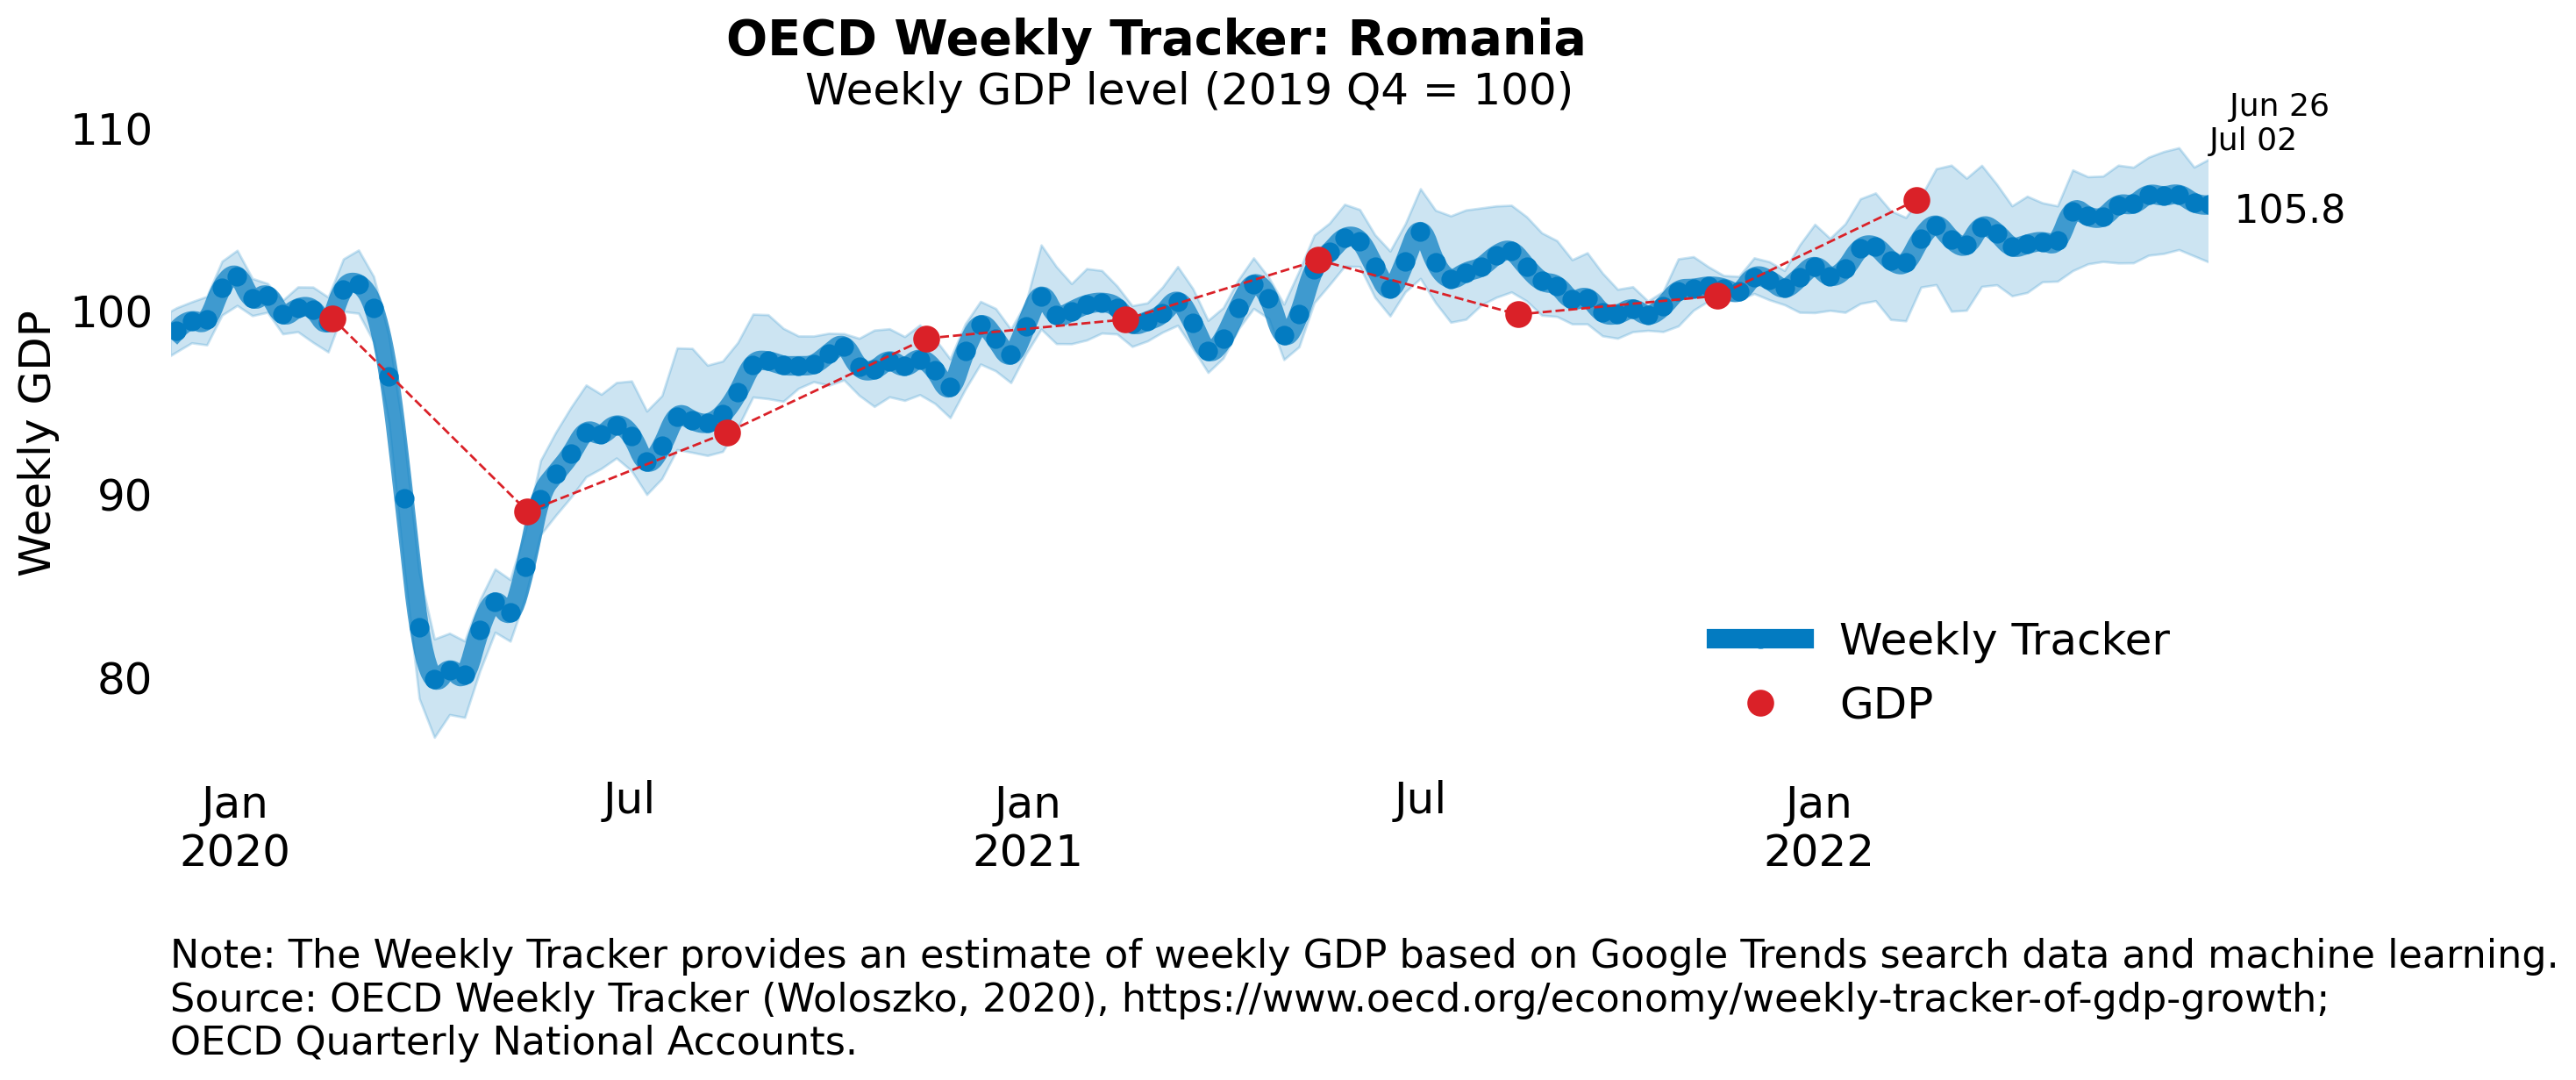 OECD Weekly Tracker: Romania
Weekly GDP level (2019 Q4 = 100)
Jun 26
Jul 02
105.8
110
100
90
80
Weekly GDP
Weekly Tracker
GDP
Jan
2020
Jul
Jan
2021
Jul
Jan
2022
Note: The Weekly Tracker provides an estimate of weekly GDP based on Google Trends search data and machine learning.
Source: OECD Weekly Tracker (Woloszko, 2020), https://www.oecd.org/economy/weekly-tracker-of-gdp-growth;
OECD Quarterly National Accounts.